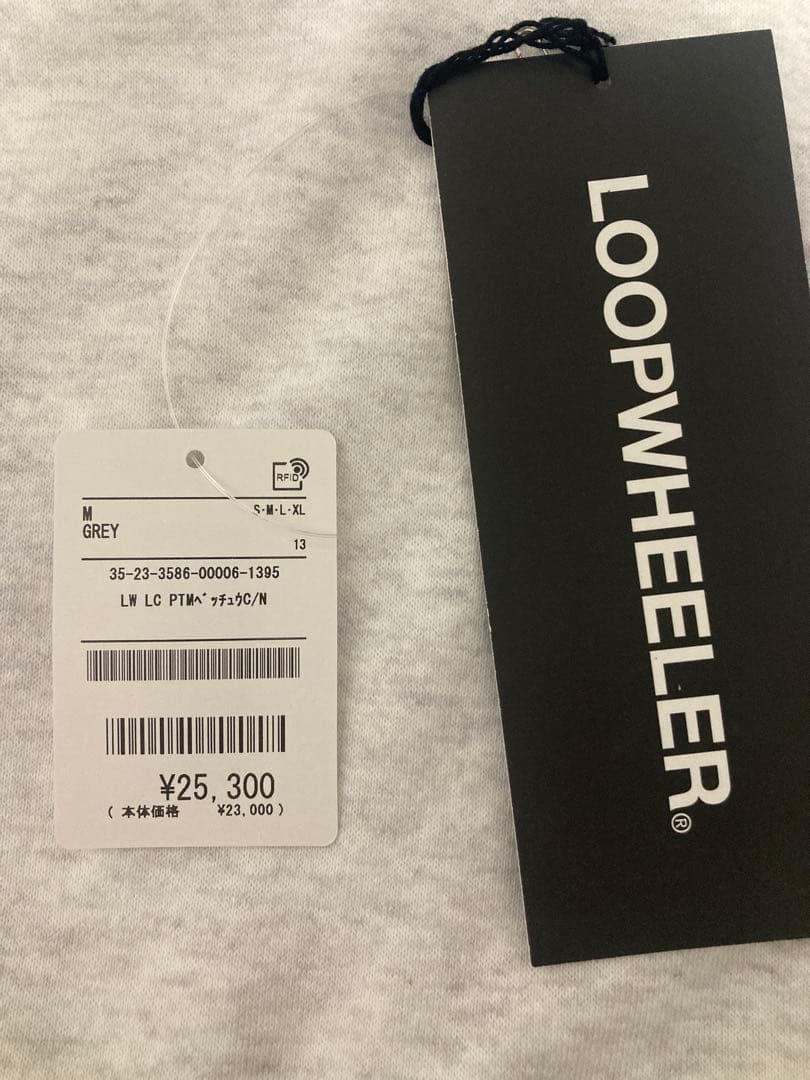 RFID
M
S・M・L・XL
GREY
13
35-23-3586-00006-1395
LW LC PTMベッチュウC/N
¥25,300
( 本体価格 ¥23,000 )
LOOPWHEELER®